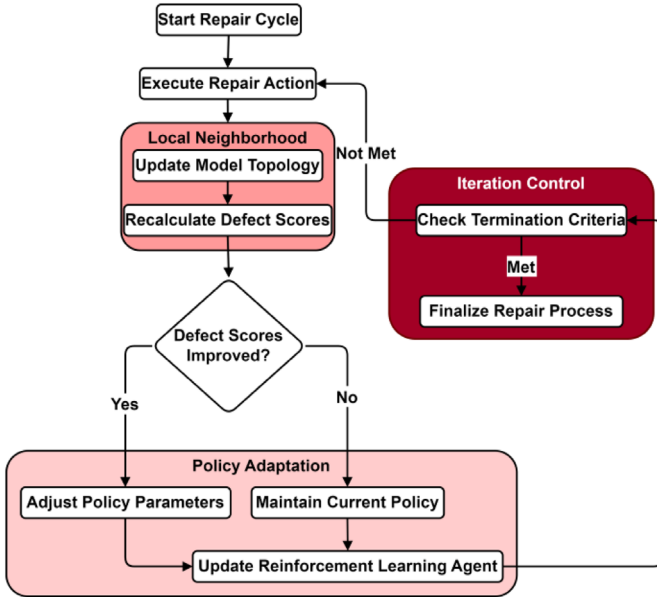 Start Repair Cycle
Execute Repair Action
Local Neighborhood
Update Model Topology
Recalculate Defect Scores
Not Met
Iteration Control
Check Termination Criteria
Met
Finalize Repair Process
Defect Scores
Improved?
Yes
No
Policy Adaptation
Adjust Policy Parameters
Maintain Current Policy
Update Reinforcement Learning Agent